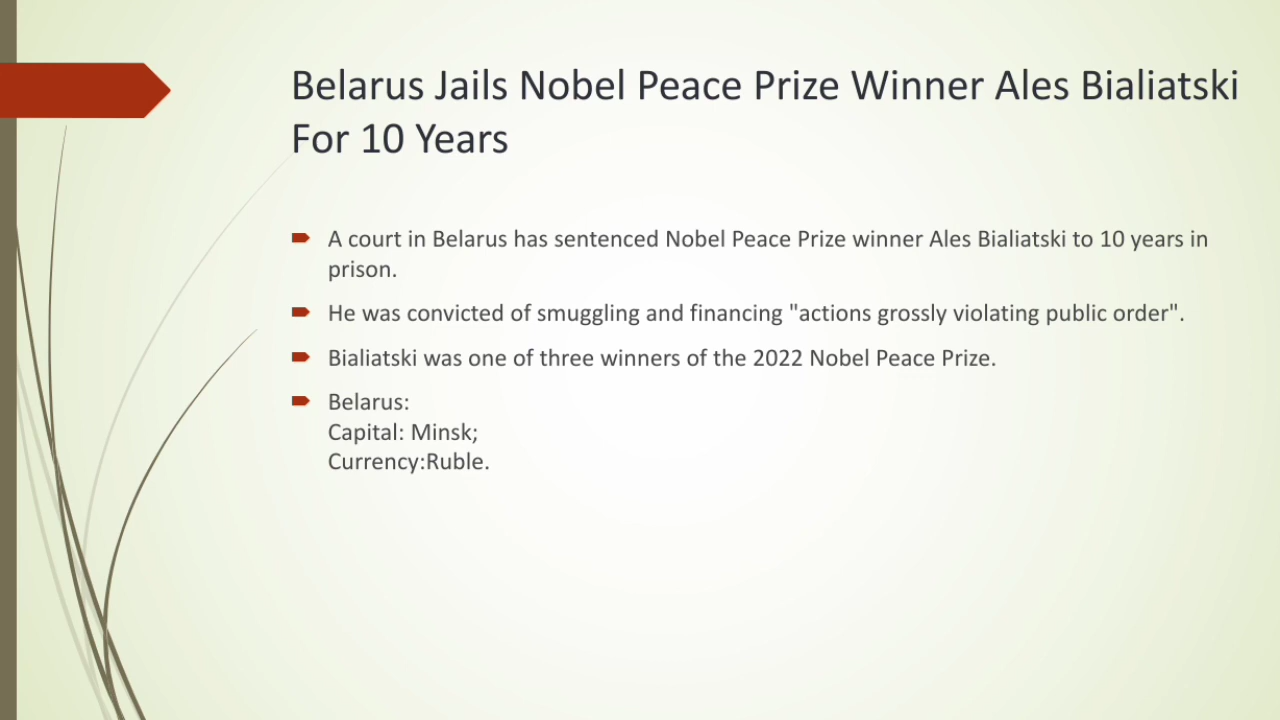 Belarus Jails Nobel Peace Prize Winner Ales Bialiatski
For 10 Years
A court in Belarus has sentenced Nobel Peace Prize winner Ales Bialiatski to 10 years in
prison.
He was convicted of smuggling and financing "actions grossly violating public order".
Bialiatski was one of three winners of the 2022 Nobel Peace Prize.
Belarus:
Capital: Minsk;
Currency:Ruble.